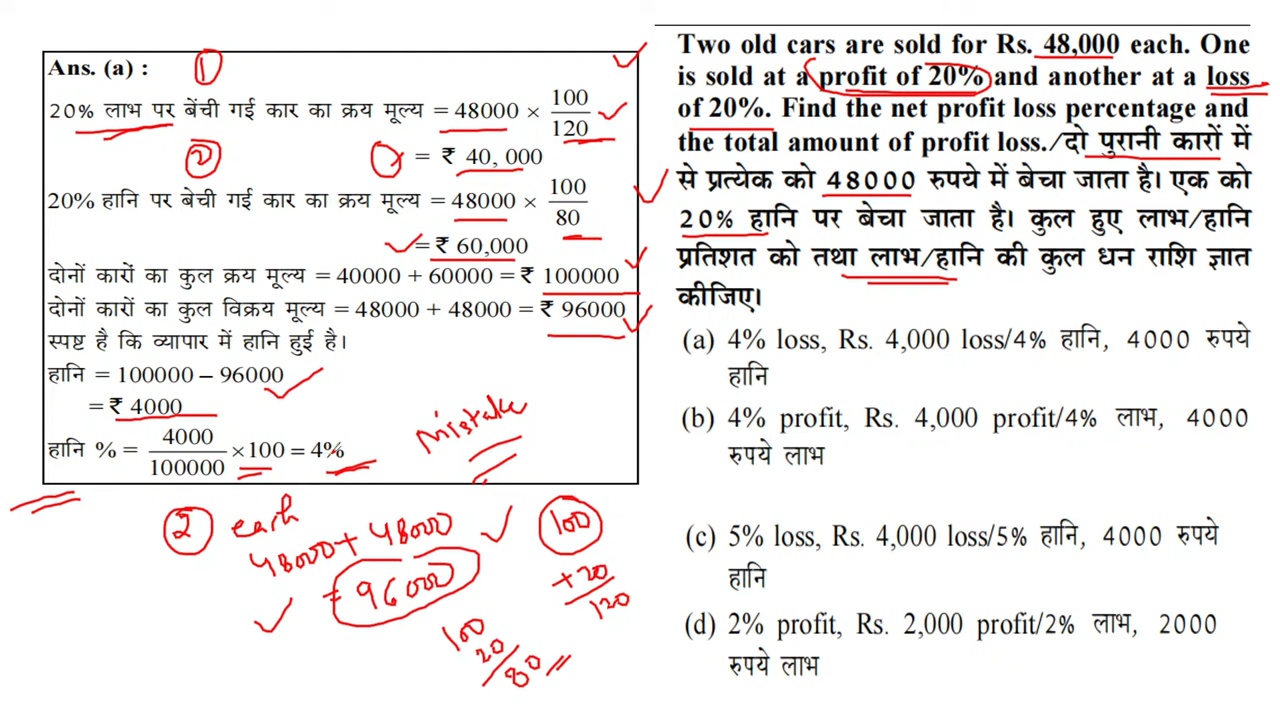 Ans. (a) :
1
20% लाभ पर बेंची गई कार का क्रय मूल्य = 48000 × 100/120
= ₹ 40, 000
2
20% हानि पर बेची गई कार का क्रय मूल्य = 48000 × 100/80
= ₹ 60,000
दोनों कारों का कुल क्रय मूल्य = 40000 + 60000 = ₹ 100000
दोनों कारों का कुल विक्रय मूल्य = 48000 + 48000 = ₹ 96000
स्पष्ट है कि व्यापार में हानि हुई है।
हानि = 100000 – 96000
= ₹ 4000
हानि % = 4000/100000 ×100 = 4%
Mistake
2 each
48000+48000
= 96000
100
+20
120
100
20
80
Two old cars are sold for Rs. 48,000 each. One
is sold at a profit of 20% and another at a loss
of 20%. Find the net profit loss percentage and
the total amount of profit loss./दो पुरानी कारों में
से प्रत्येक को 48000 रुपये में बेचा जाता है। एक को
20% हानि पर बेचा जाता है। कुल हुए लाभ/हानि
प्रतिशत को तथा लाभ/हानि की कुल धन राशि ज्ञात
कीजिए।
(a) 4% loss, Rs. 4,000 loss/4% हानि, 4000 रुपये
हानि
(b) 4% profit, Rs. 4,000 profit/4% लाभ, 4000
रुपये लाभ
(c) 5% loss, Rs. 4,000 loss/5% हानि, 4000 रुपये
हानि
(d) 2% profit, Rs. 2,000 profit/2% लाभ, 2000
रुपये लाभ